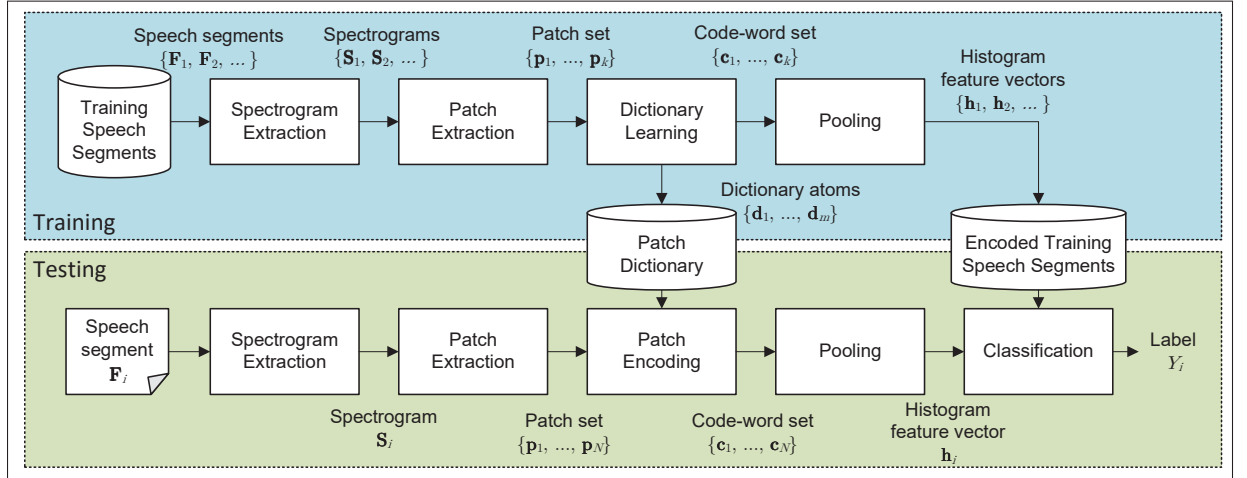 Speech segments
{F₁, F₂, ... }
Spectrograms
{S₁, S₂, ... }
Patch set
{p₁, ..., pₖ}
Code-word set
{c₁, ..., cₖ}
Histogram
feature vectors
{h₁, h₂, ... }
Training
Speech
Segments
Spectrogram
Extraction
Patch
Extraction
Dictionary
Learning
Pooling
Dictionary atoms
{d₁, ..., dₘ}
Training
Patch
Dictionary
Encoded Training
Speech Segments
Testing
Speech
segment
Fᵢ
Spectrogram
Extraction
Patch
Extraction
Patch
Encoding
Pooling
Classification
Label
Yᵢ
Spectrogram
Sᵢ
Patch set
{p₁, ..., p_N}
Code-word set
{c₁, ..., c_N}
Histogram
feature vector
hᵢ